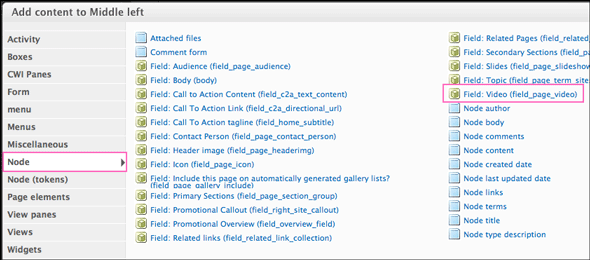 Add content to Middle left
Activity
Boxes
CWI Panes
Form
menu
Menus
Miscellaneous
Node
Node (tokens)
Page elements
View panes
Views
Widgets
Attached files
Comment form
Field: Audience (field_page_audience)
Field: Body (body)
Field: Call to Action Content (field_c2a_text_content)
Field: Call To Action Link (field_c2a_directional_url)
Field: Call To Action tagline (field_home_subtitle)
Field: Contact Person (field_page_contact_person)
Field: Header image (field_page_headerimg)
Field: Icon (field_page_icon)
Field: Include this page on automatically generated gallery lists?
(field_page_gallery_include)
Field: Primary Sections (field_page_section_group)
Field: Promotional Callout (field_right_site_callout)
Field: Promotional Overview (field_overview_field)
Field: Related links (field_related_link_collection)
Field: Related Pages (field_related_
Field: Secondary Sections (field_pa
Field: Slides (field_page_slideshow
Field: Topic (field_page_term_site
Field: Video (field_page_video)
Node author
Node body
Node comments
Node content
Node created date
Node last updated date
Node links
Node terms
Node title
Node type description